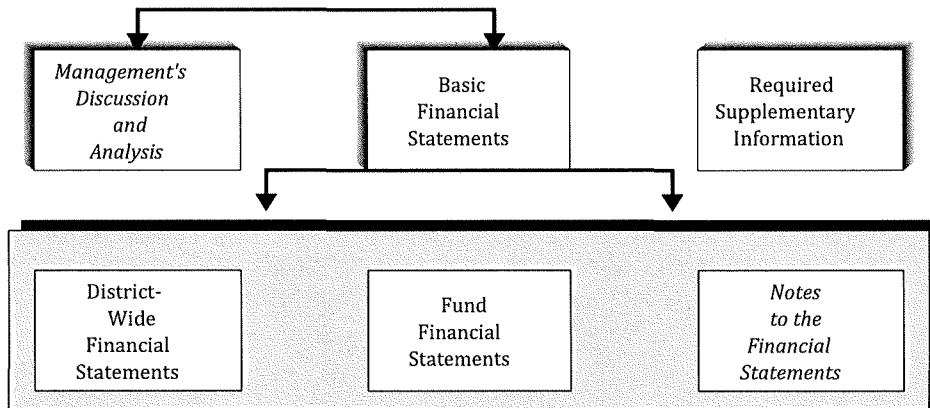 Management's
Discussion
and
Analysis
Basic
Financial
Statements
Required
Supplementary
Information
District-
Wide
Financial
Statements
Fund
Financial
Statements
Notes
to the
Financial
Statements